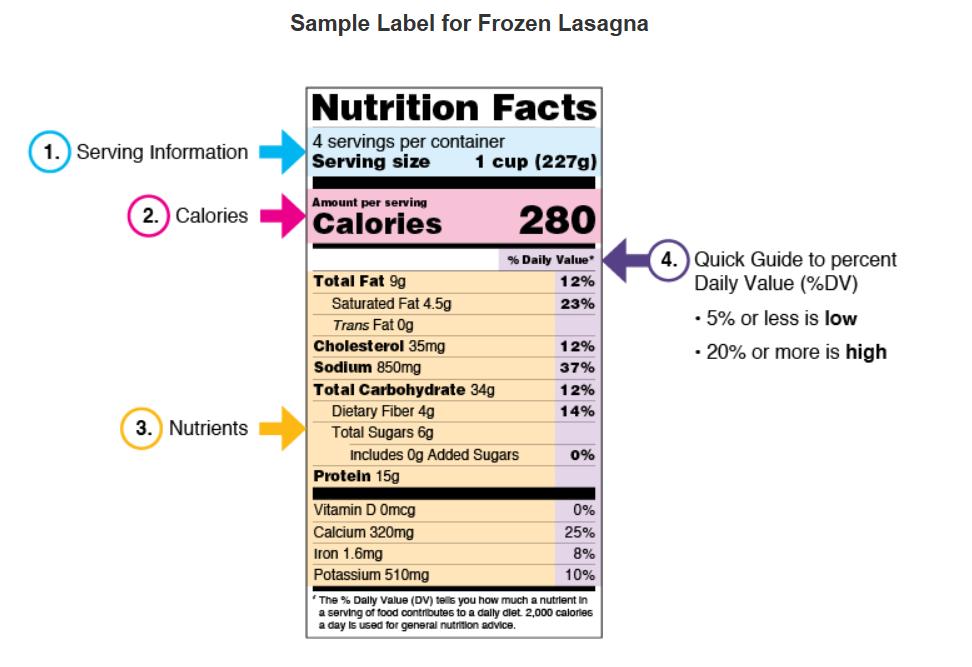 Sample Label for Frozen Lasagna
Nutrition Facts
4 servings per container
Serving size 1 cup (227g)
1. Serving Information
Amount per serving
Calories 280
2. Calories
% Daily Value*
4. Quick Guide to percent
Daily Value (%DV)
• 5% or less is low
• 20% or more is high
Total Fat 9g 12%
Saturated Fat 4.5g 23%
Trans Fat 0g
Cholesterol 35mg 12%
Sodium 850mg 37%
Total Carbohydrate 34g 12%
Dietary Fiber 4g 14%
Total Sugars 6g
Includes 0g Added Sugars 0%
Protein 15g
3. Nutrients
Vitamin D 0mcg 0%
Calcium 320mg 25%
Iron 1.6mg 8%
Potassium 510mg 10%
* The % Daily Value (DV) tells you how much a nutrient in
a serving of food contributes to a daily diet. 2,000 calories
a day is used for general nutrition advice.